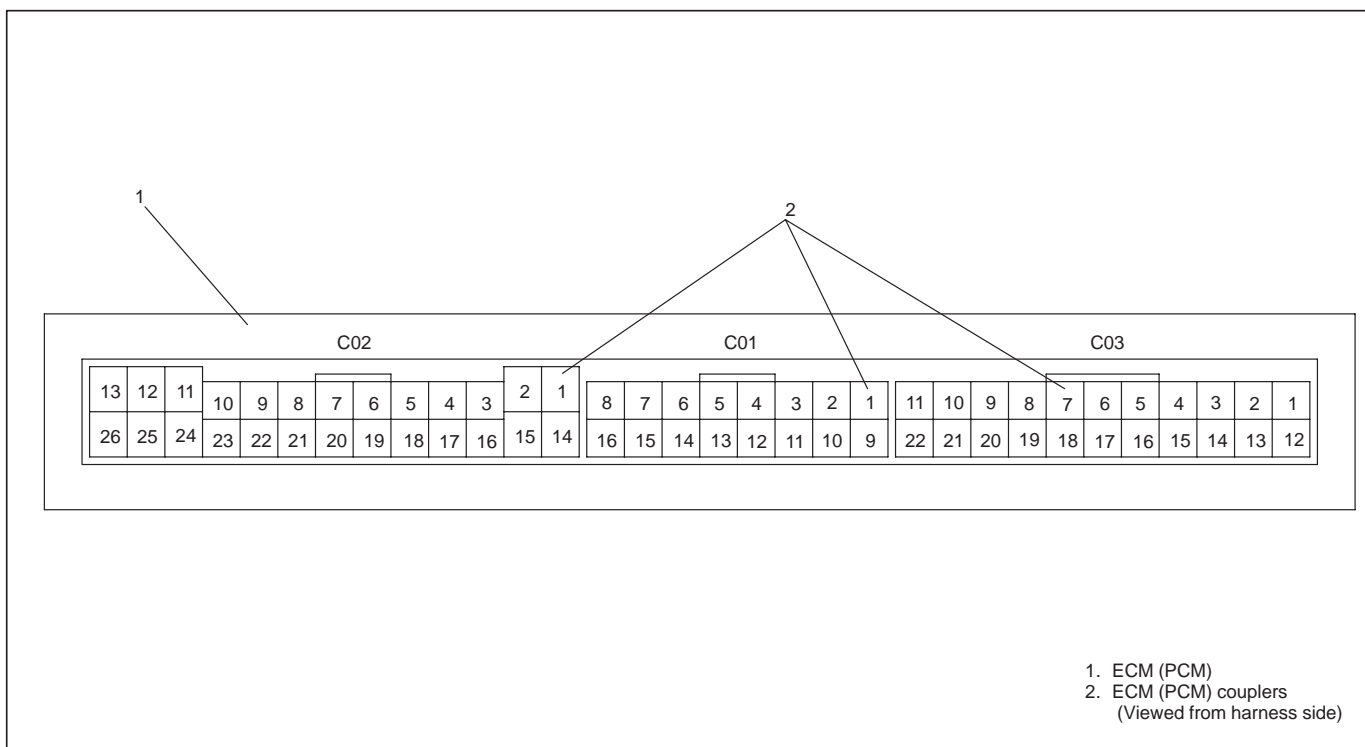 1
2
C02 C01 C03
13 12 11 10 9 8 7 6 5 4 3 2 1 8 7 6 5 4 3 2 1 11 10 9 8 7 6 5 4 3 2 1
26 25 24 23 22 21 20 19 18 17 16 15 14 16 15 14 13 12 11 10 9 22 21 20 19 18 17 16 15 14 13 12
1. ECM (PCM)
2. ECM (PCM) couplers
(Viewed from harness side)